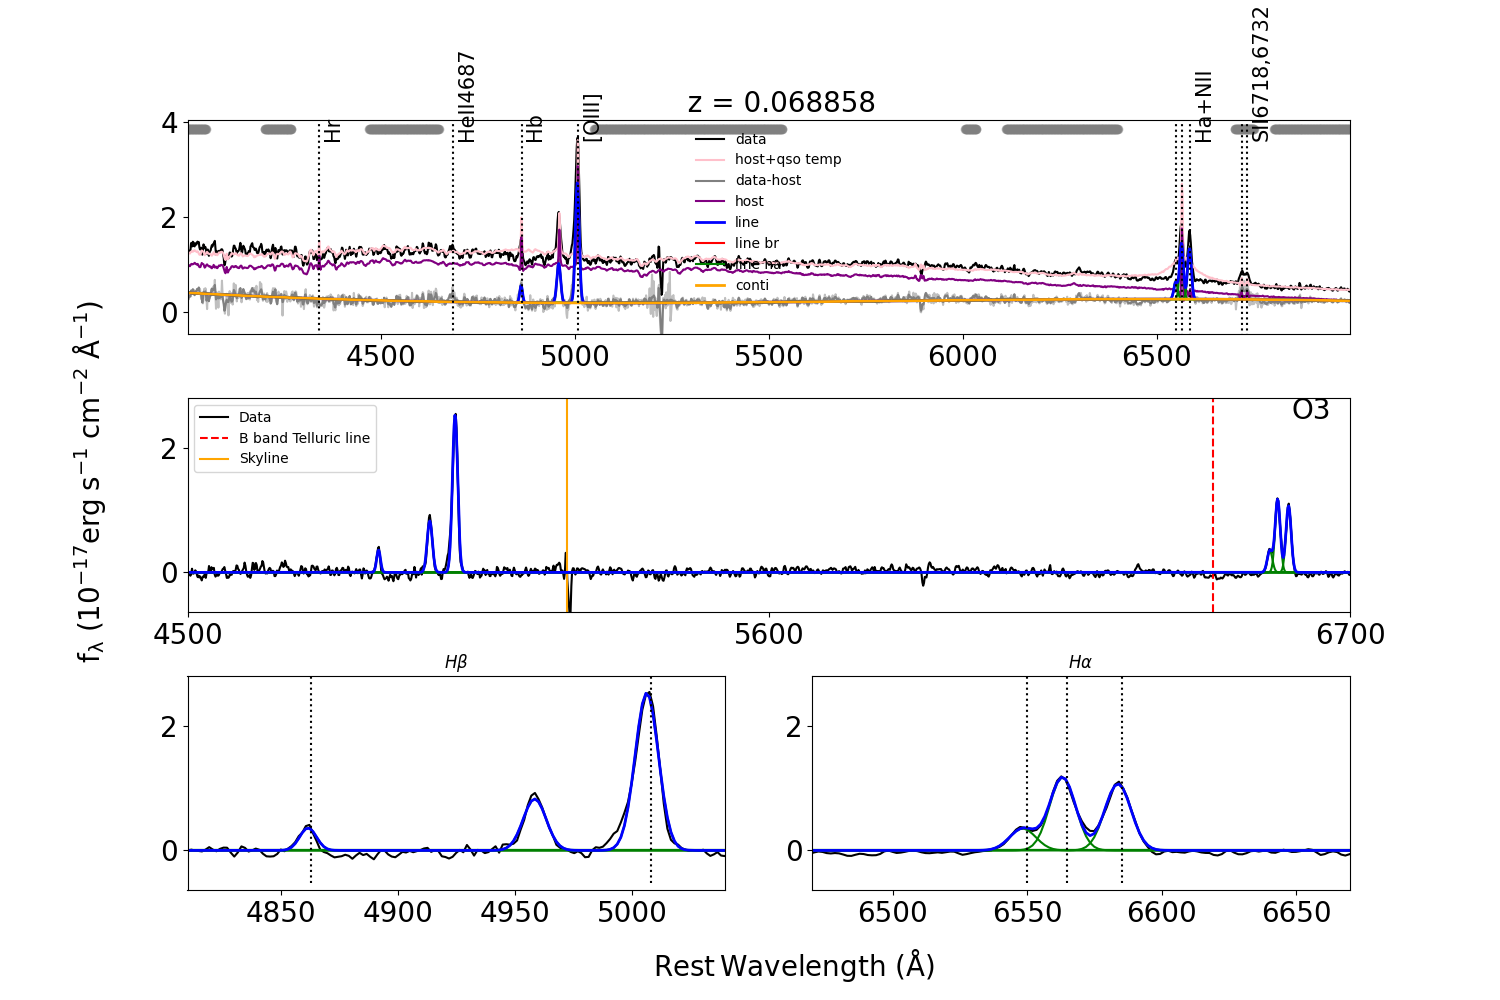 z = 0.068858
Hr
HeII4687
Hb
[OIII]
Ha+NII
SII6718,6732
data
host+qso temp
data-host
host
line
line br
line na
conti
4
2
0
4500
5000
5500
6000
6500
f_λ (10⁻¹⁷erg s⁻¹ cm⁻² Å⁻¹)
O3
Data
B band Telluric line
Skyline
2
0
4500
5600
6700
Hβ
2
0
4850
4900
4950
5000
Hα
2
0
6500
6550
6600
6650
Rest Wavelength (Å)